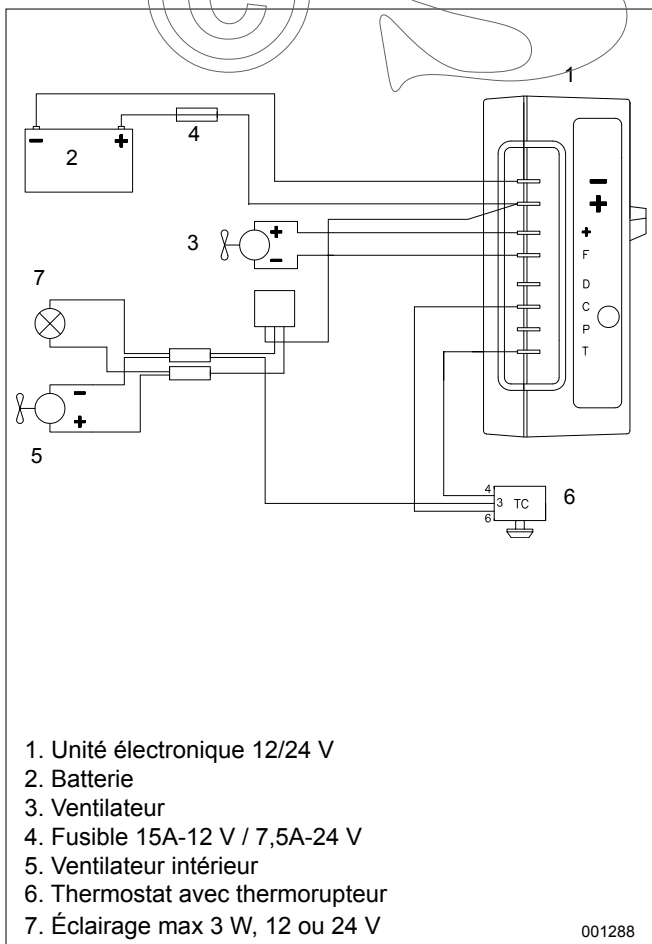 1
4
− 2 +
−
+
3 +
−
+
F
D
C
P
T
7
−
+
5
4
3 TC 6
6
1. Unité électronique 12/24 V
2. Batterie
3. Ventilateur
4. Fusible 15A-12 V / 7,5A-24 V
5. Ventilateur intérieur
6. Thermostat avec thermorupteur
7. Éclairage max 3 W, 12 ou 24 V
001288